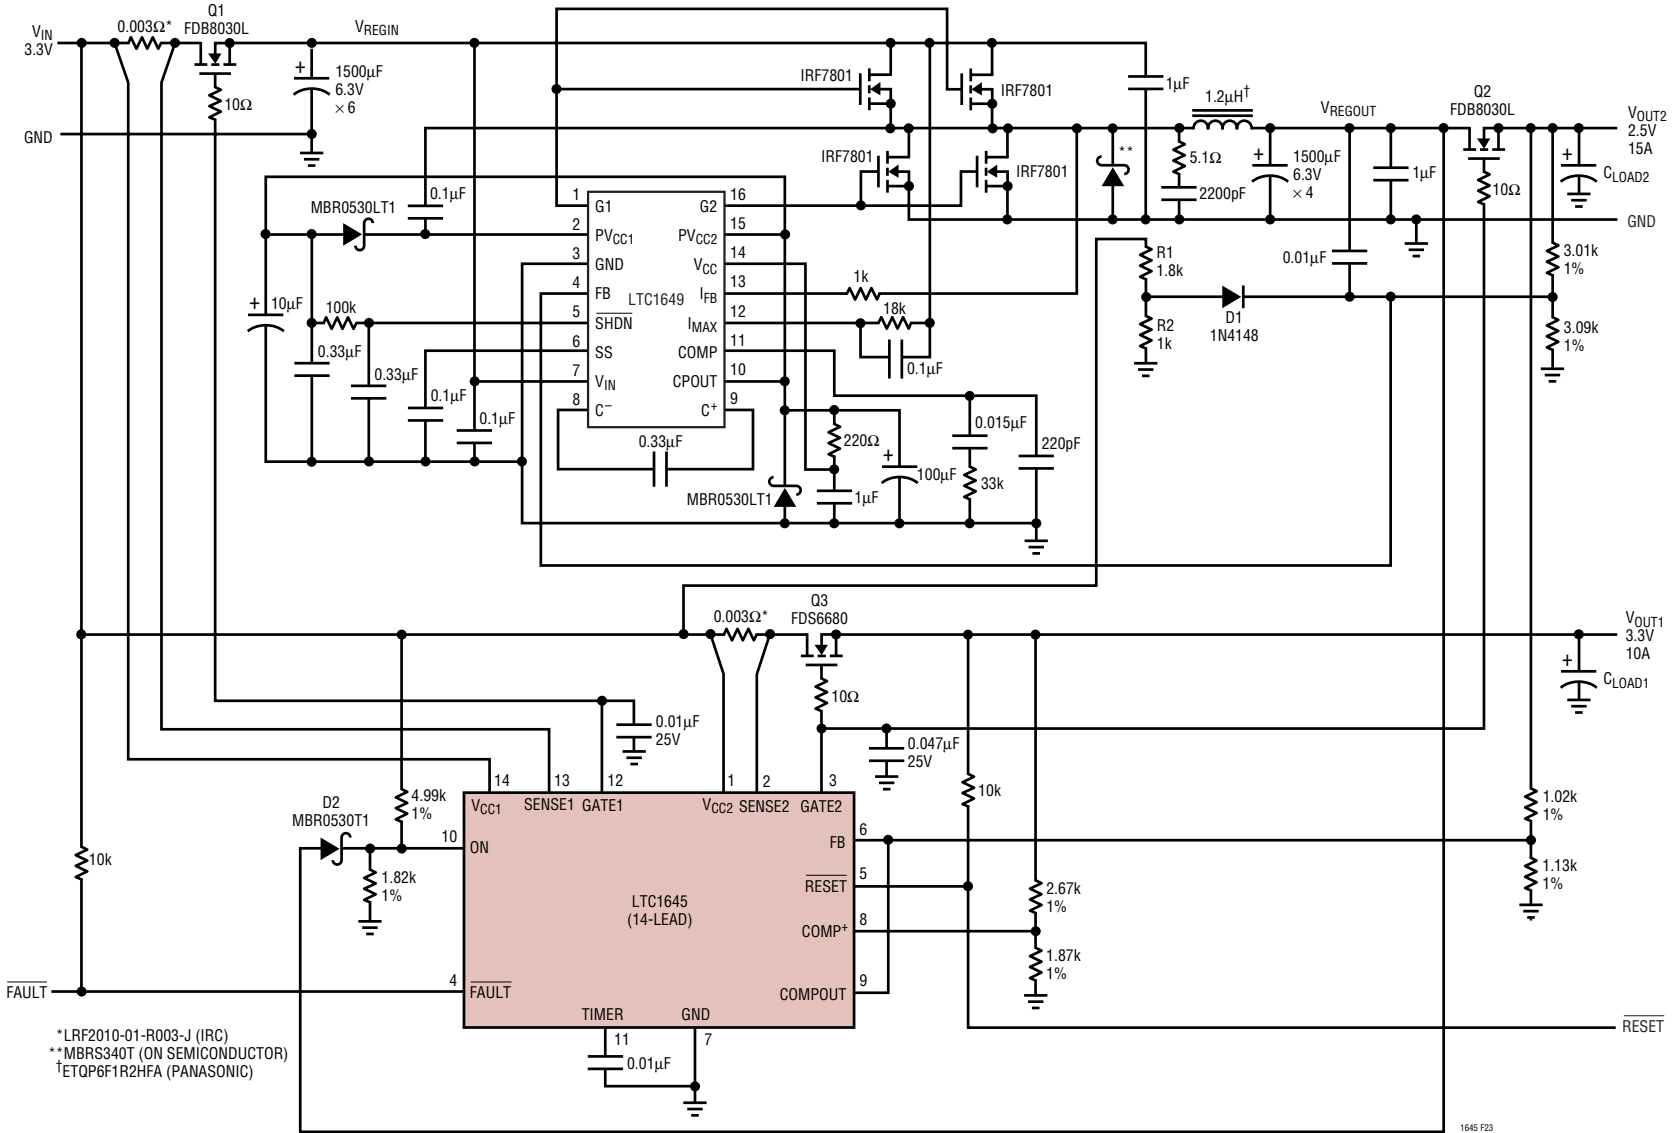 VIN
3.3V
0.003Ω*
Q1
FDB8030L
VREGIN
10Ω
+
1500µF
6.3V
× 6
GND
IRF7801
IRF7801
1µF
1.2µH†
VREGOUT
Q2
FDB8030L
VOUT2
2.5V
15A
IRF7801
IRF7801
**
5.1Ω
2200pF
+
1500µF
6.3V
× 4
1µF
10Ω
+
CLOAD2
GND
0.1µF
MBR0530LT1
+
10µF
100k
0.33µF
0.33µF
0.1µF
0.1µF
1
G1
2
PVCC1
3
GND
4
FB
5
SHDN
6
SS
7
VIN
8
C–
LTC1649
16
G2
15
PVCC2
14
VCC
13
IFB
12
IMAX
11
COMP
10
CPOUT
9
C+
0.33µF
1k
18k
0.1µF
MBR0530LT1
220Ω
1µF
+
100µF
0.015µF
33k
220pF
R1
1.8k
R2
1k
D1
1N4148
0.01µF
3.01k
1%
3.09k
1%
0.003Ω*
Q3
FDS6680
10Ω
VOUT1
3.3V
10A
+
CLOAD1
0.01µF
25V
0.047µF
25V
10k
D2
MBR0530T1
4.99k
1%
1.82k
1%
10k
14
VCC1
13
SENSE1
12
GATE1
1
VCC2
2
SENSE2
3
GATE2
10
ON
6
FB
5
RESET
8
COMP+
9
COMPOUT
4
FAULT
LTC1645
(14-LEAD)
TIMER
11
GND
7
0.01µF
2.67k
1%
1.87k
1%
1.02k
1%
1.13k
1%
FAULT
RESET
*LRF2010-01-R003-J (IRC)
**MBRS340T (ON SEMICONDUCTOR)
†ETQP6F1R2HFA (PANASONIC)
1645 F23